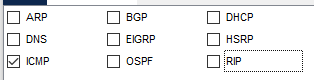 ARP BGP DHCP
DNS EIGRP HSRP
ICMP OSPF RIP